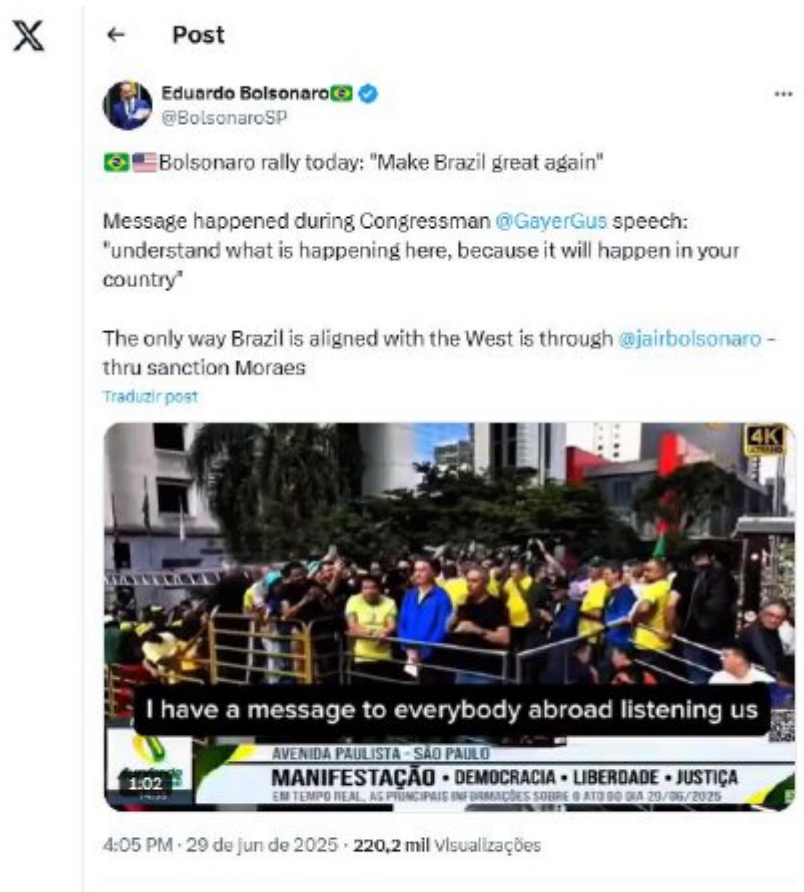 Post
Eduardo Bolsonaro
@BolsonaroSP
Bolsonaro rally today: "Make Brazil great again"
Message happened during Congressman @GayerGus speech:
"understand what is happening here, because it will happen in your
country"
The only way Brazil is aligned with the West is through @jairbolsonaro –
thru sanction Moraes
Traduzir post
4K
I have a message to everybody abroad listening us
AVENIDA PAULISTA - SÃO PAULO
MANIFESTAÇÃO • DEMOCRACIA • LIBERDADE • JUSTIÇA
EM TEMPO REAL, AS PRINCIPAIS INFORMAÇÕES SOBRE O ATO DO DIA 29/06/2025
1:02
4:05 PM · 29 de jun de 2025 · 220,2 mil Visualizações